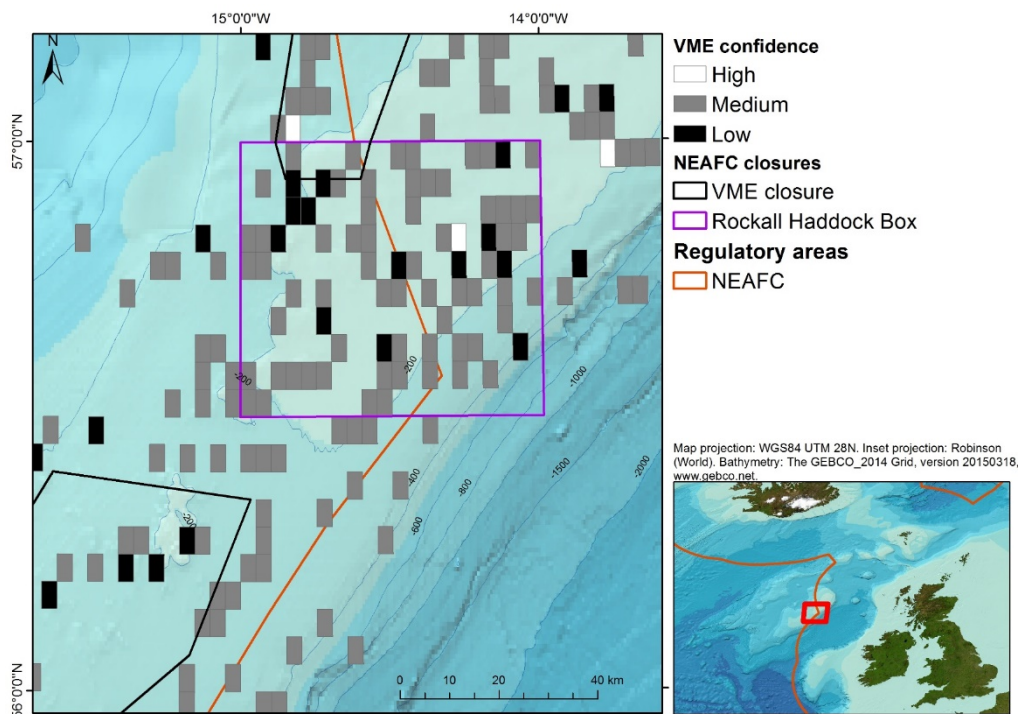 15°0'0"W
14°0'0"W
N
57°0'0"N
56°0'0"N
-200
-200
-200
-400
-600
-800
-1000
-1500
-2000
0 10 20 40 km
VME confidence
High
Medium
Low
NEAFC closures
VME closure
Rockall Haddock Box
Regulatory areas
NEAFC
Map projection: WGS84 UTM 28N. Inset projection: Robinson
(World). Bathymetry: The GEBCO_2014 Grid, version 20150318,
www.gebco.net.